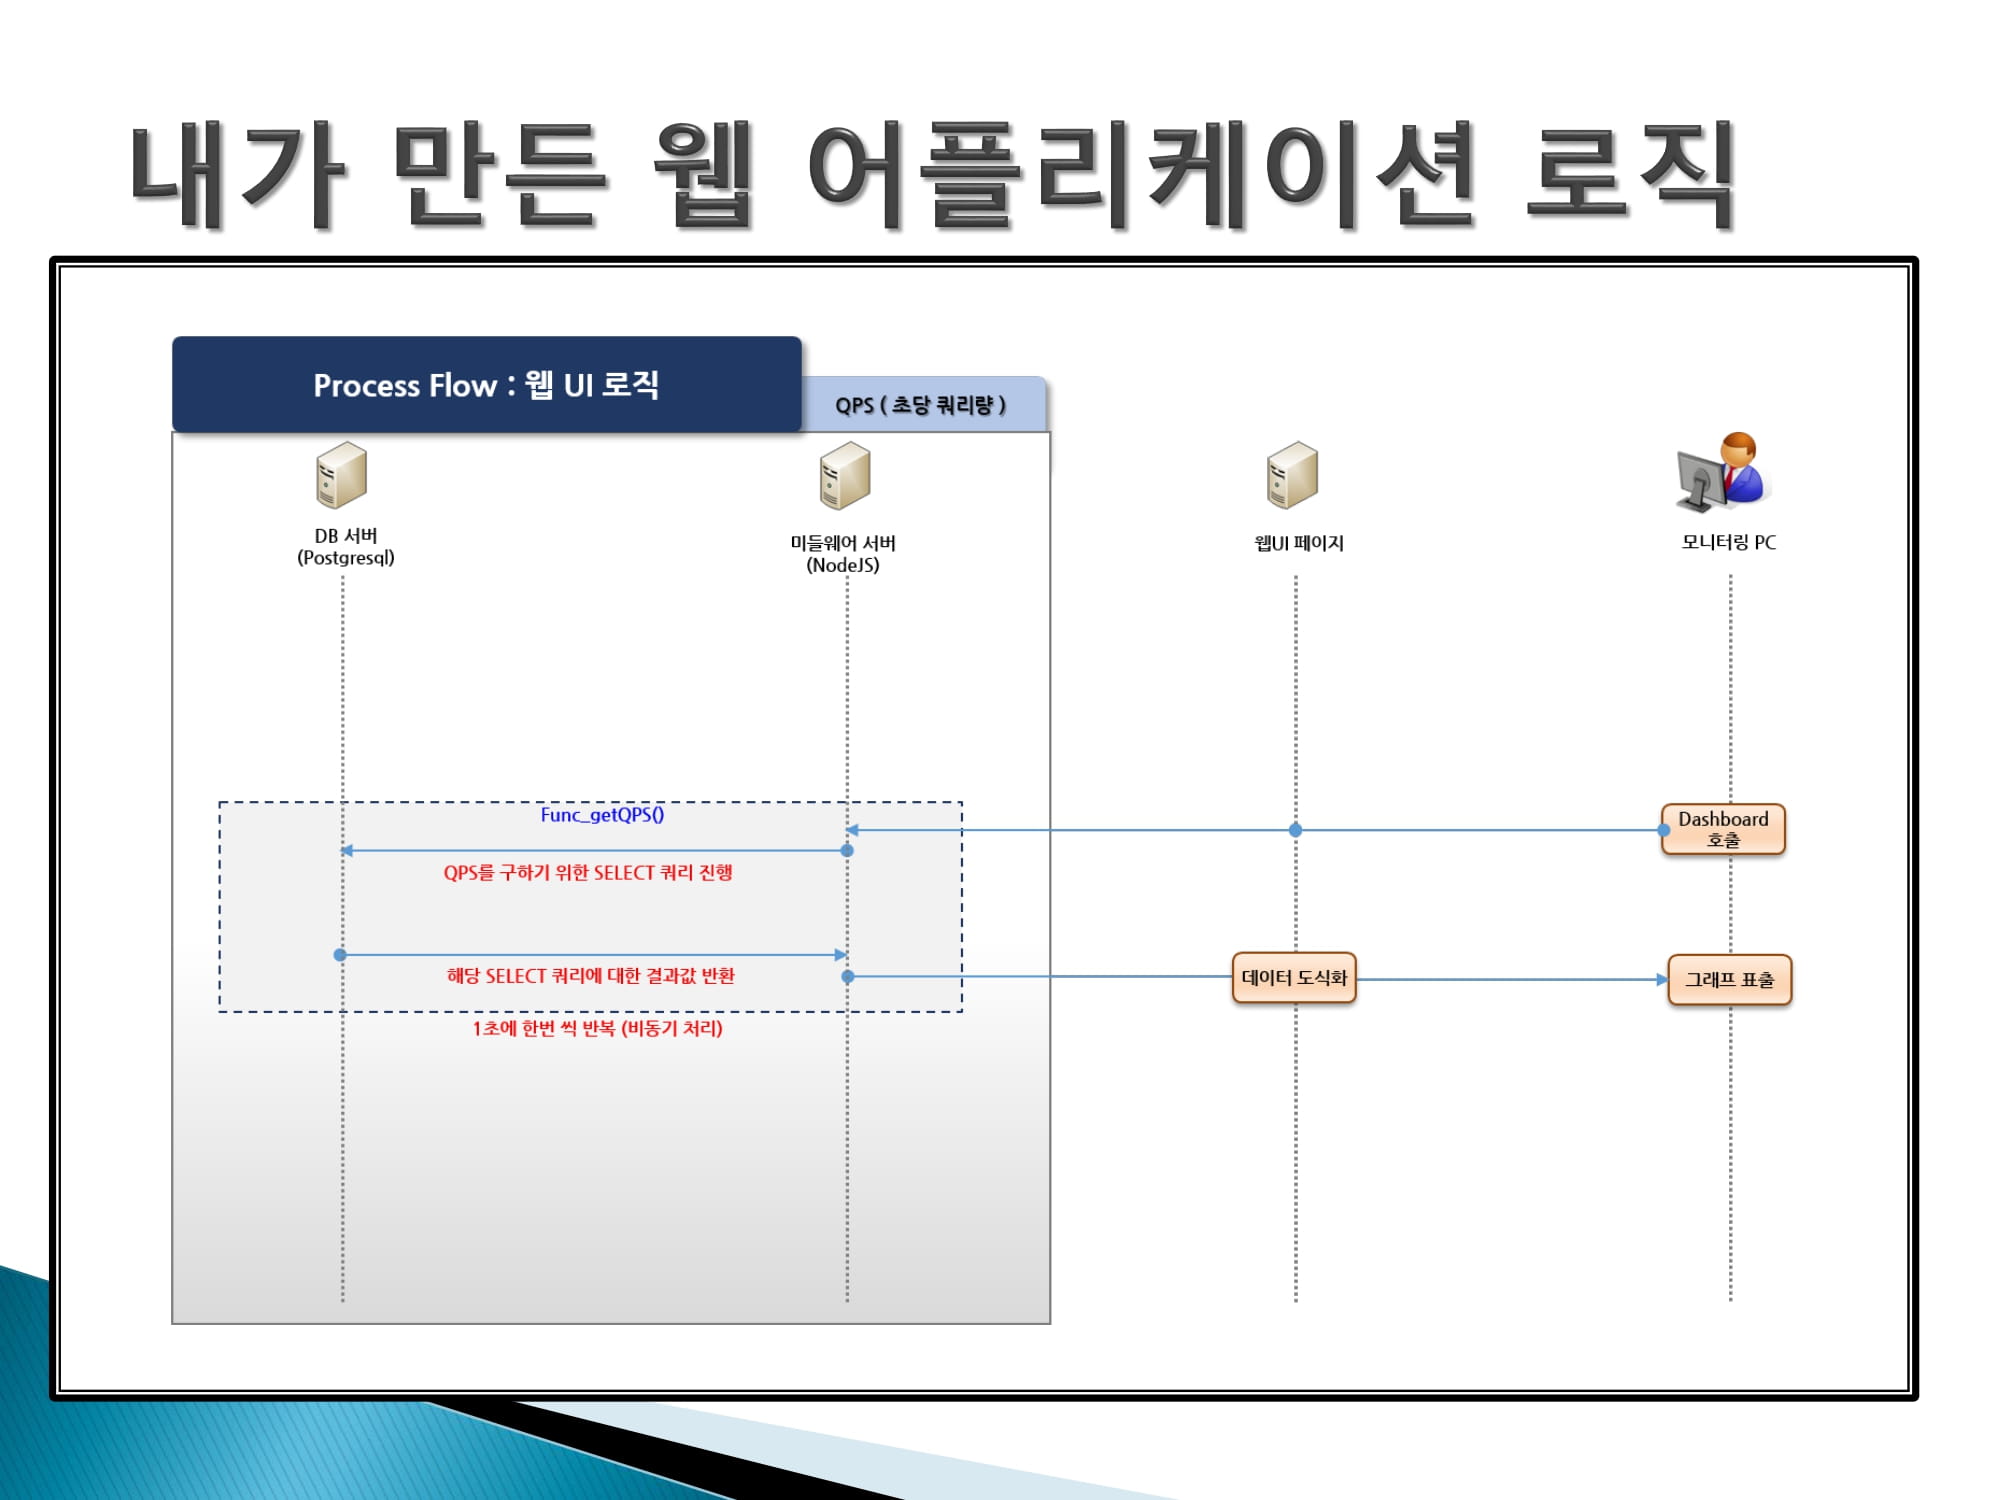 내가 만든 웹 어플리케이션 로직
Process Flow : 웹 UI 로직
QPS ( 초당 쿼리량 )
DB 서버
(Postgresql)
미들웨어 서버
(NodeJS)
웹UI 페이지
모니터링 PC
Func_getQPS()
Dashboard
호출
QPS를 구하기 위한 SELECT 쿼리 진행
해당 SELECT 쿼리에 대한 결과값 반환
데이터 도식화
그래프 표출
1초에 한번 씩 반복 (비동기 처리)